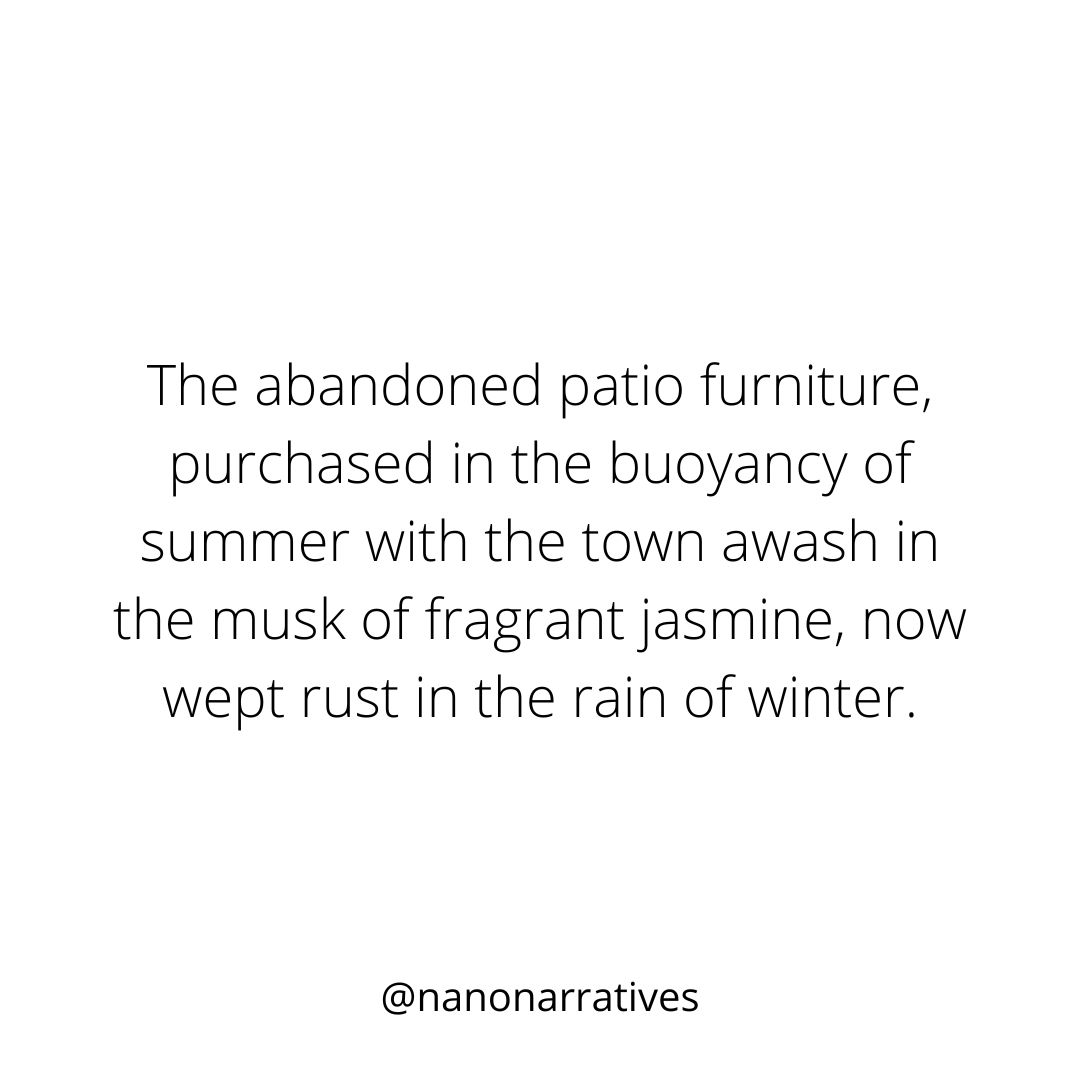 The abandoned patio furniture,
purchased in the buoyancy of
summer with the town awash in
the musk of fragrant jasmine, now
wept rust in the rain of winter.
@nanonarratives